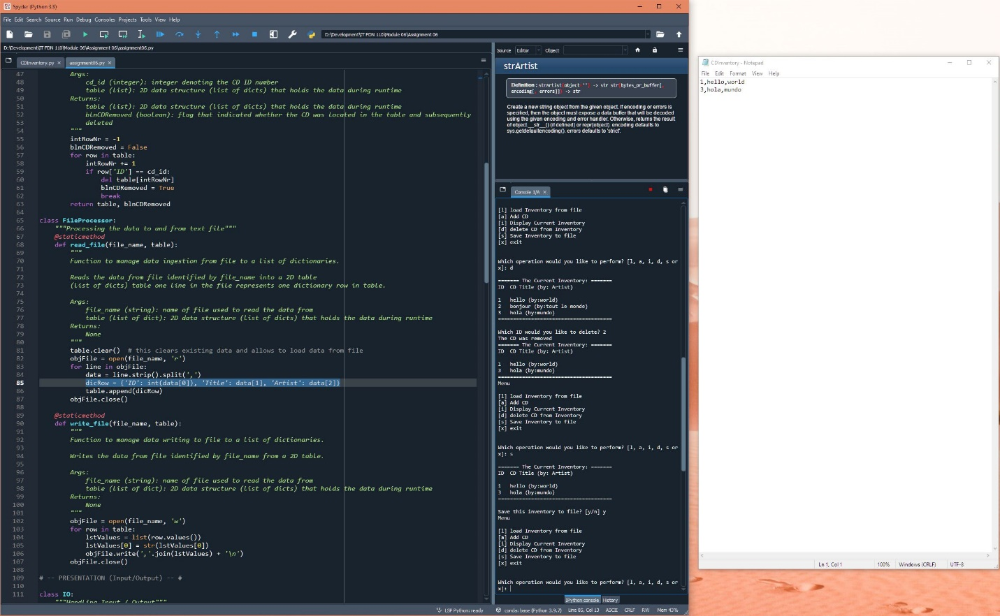 Spyder (Python 3.9)
File Edit Search Source Run Debug Consoles Projects Tools View Help
D:\Development\IT FDN 110\Module 06\Assignment 06
D:\Development\IT FDN 110\Module 06\Assignment 06\assignment06.py
CDInventory.py × assignment06.py ×
47 Args:
48 cd_id (integer): integer denoting the CD ID number
49 table (list): 2D data structure (list of dicts) that holds the data during runtime
50 Returns:
51 table (list): 2D data structure (list of dicts) that holds the data during runtime
52 blnCDRemoved (boolean): flag that indicated whether the CD was located in the table and subsequently
53 deleted
54 """
55 intRowNr = -1
56 blnCDRemoved = False
57 for row in table:
58 intRowNr += 1
59 if row['ID'] == cd_id:
60 del table[intRowNr]
61 blnCDRemoved = True
62 break
63 return table, blnCDRemoved
64
65 class FileProcessor:
66 """Processing the data to and from text file"""
67 @staticmethod
68 def read_file(file_name, table):
69 """
70 Function to manage data ingestion from file to a list of dictionaries.
71
72 Reads the data from file identified by file_name into a 2D table
73 (list of dicts) table one line in the file represents one dictionary row in table.
74
75 Args:
76 file_name (string): name of file used to read the data from
77 table (list of dict): 2D data structure (list of dicts) that holds the data during runtime
78 Returns:
79 None
80 """
81 table.clear() # this clears existing data and allows to load data from file
82 objFile = open(file_name, 'r')
83 for line in objFile:
84 data = line.strip().split(',')
85 dicRow = {'ID': int(data[0]), 'Title': data[1], 'Artist': data[2]}
86 table.append(dicRow)
87 objFile.close()
88
89 @staticmethod
90 def write_file(file_name, table):
91 """
92 Function to manage data writing to file to a list of dictionaries.
93
94 Writes the data from file identified by file_name from a 2D table.
95
96 Args:
97 file_name (string): name of file used to read the data from
98 table (list of dict): 2D data structure (list of dicts) that holds the data during runtime
99 Returns:
100 None
101 """
102 objFile = open(file_name, 'w')
103 for row in table:
104 lstValues = list(row.values())
105 lstValues[0] = str(lstValues[0])
106 objFile.write(','.join(lstValues) + '\n')
107 objFile.close()
108
109 # -- PRESENTATION (Input/Output) -- #
110
111 class IO:
"""Handling Input / Output"""
Source Editor Object
strArtist
Definition : strArtist(object='') -> str str(bytes_or_buffer[,
encoding[, errors]]) -> str
Create a new string object from the given object. If encoding or errors is
specified, then the object must expose a data buffer that will be decoded
using the given encoding and error handler. Otherwise, returns the result
of object.__str__() (if defined) or repr(object). encoding defaults to
sys.getdefaultencoding(). errors defaults to 'strict'.
Console 1/A ×
[l] load Inventory from file
[a] Add CD
[i] Display Current Inventory
[d] delete CD from Inventory
[s] Save Inventory to file
[x] exit
Which operation would you like to perform? [l, a, i, d, s or
x]: d
======= The Current Inventory: =======
ID CD Title (by: Artist)
1 hello (by:world)
2 bonjour (by:tout le monde)
3 hola (by:mundo)
======================================
Which ID would you like to delete? 2
The CD was removed
======= The Current Inventory: =======
ID CD Title (by: Artist)
1 hello (by:world)
3 hola (by:mundo)
======================================
Menu
[l] load Inventory from file
[a] Add CD
[i] Display Current Inventory
[d] delete CD from Inventory
[s] Save Inventory to file
[x] exit
Which operation would you like to perform? [l, a, i, d, s or
x]: s
======= The Current Inventory: =======
ID CD Title (by: Artist)
1 hello (by:world)
3 hola (by:mundo)
======================================
Save this inventory to file? [y/n] y
Menu
[l] load Inventory from file
[a] Add CD
[i] Display Current Inventory
[d] delete CD from Inventory
[s] Save Inventory to file
[x] exit
Which operation would you like to perform? [l, a, i, d, s or
x]:
IPython console History
LSP Python: ready conda: base (Python 3.9.7) Line 85, Col 13 ASCII CRLF RW Mem 43%
CDInventory - Notepad
File Edit Format View Help
1,hello,world
3,hola,mundo
Ln 1, Col 1 100% Windows (CRLF) UTF-8